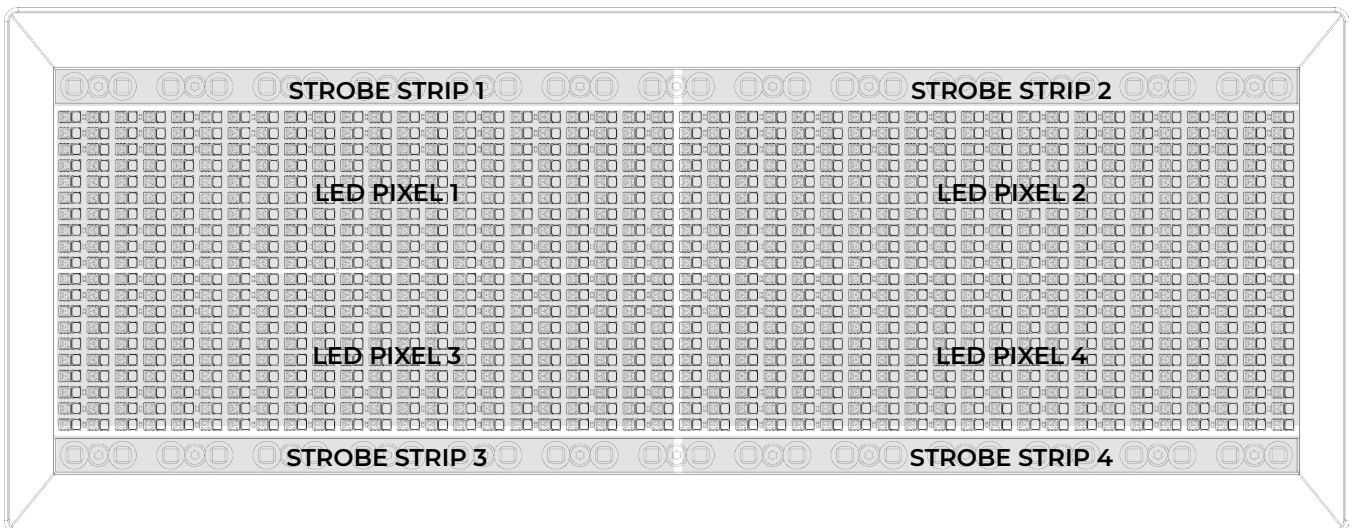 STROBE STRIP 1
STROBE STRIP 2
LED PIXEL 1
LED PIXEL 2
LED PIXEL 3
LED PIXEL 4
STROBE STRIP 3
STROBE STRIP 4